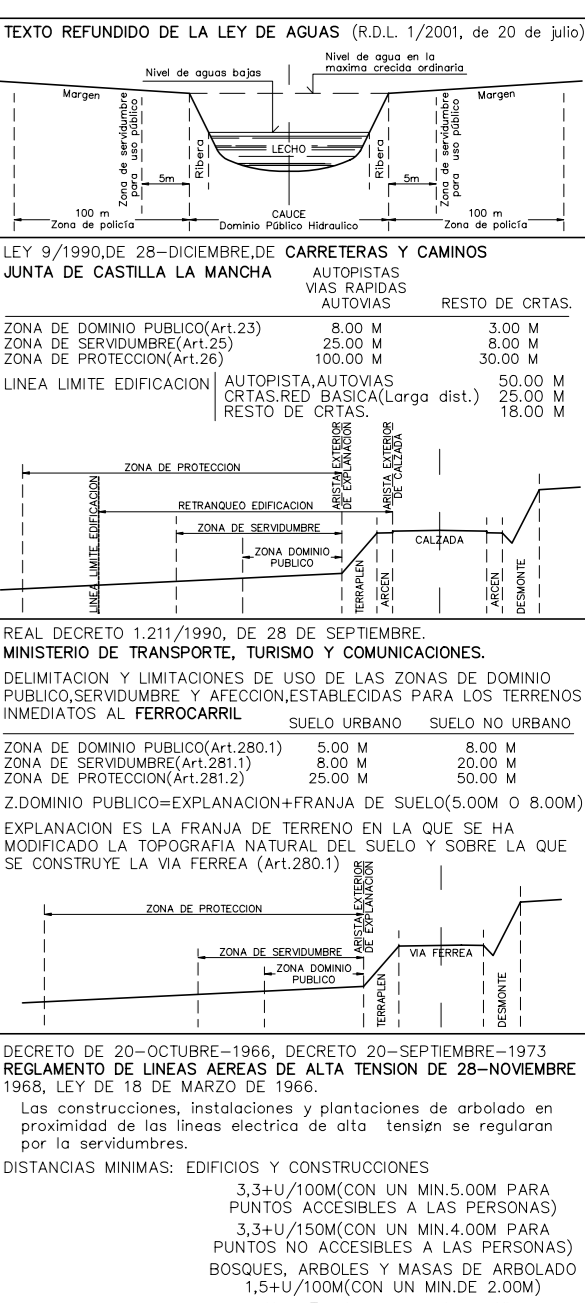 TEXTO REFUNDIDO DE LA LEY DE AGUAS (R.D.L. 1/2001, de 20 de julio)
Nivel de agua en la
maxima crecida ordinaria
Nivel de aguas bajas
Margen
Margen
Zona de servidumbre
para uso público
Ribera
LECHO
Ribera
Zona de servidumbre
para uso público
5m
5m
100 m
Zona de policía
CAUCE
Dominio Público Hidraulico
100 m
Zona de policía
LEY 9/1990,DE 28-DICIEMBRE,DE CARRETERAS Y CAMINOS
JUNTA DE CASTILLA LA MANCHA
AUTOPISTAS
VIAS RAPIDAS
AUTOVIAS RESTO DE CRTAS.
ZONA DE DOMINIO PUBLICO(Art.23) 8.00 M 3.00 M
ZONA DE SERVIDUMBRE(Art.25) 25.00 M 8.00 M
ZONA DE PROTECCION(Art.26) 100.00 M 30.00 M
LINEA LIMITE EDIFICACION AUTOPISTA,AUTOVIAS 50.00 M
CRTAS.RED BASICA(Larga dist.) 25.00 M
RESTO DE CRTAS. 18.00 M
ARISTA EXTERIOR
DE EXPLANACION
ARISTA EXTERIOR
DE CALZADA
ZONA DE PROTECCION
LINEA LIMITE EDIFICACION
RETRANQUEO EDIFICACION
ZONA DE SERVIDUMBRE
ZONA DOMINIO
PUBLICO
TERRAPLEN
ARCEN
CALZADA
ARCEN
DESMONTE
REAL DECRETO 1.211/1990, DE 28 DE SEPTIEMBRE.
MINISTERIO DE TRANSPORTE, TURISMO Y COMUNICACIONES.
DELIMITACION Y LIMITACIONES DE USO DE LAS ZONAS DE DOMINIO
PUBLICO,SERVIDUMBRE Y AFECCION,ESTABLECIDAS PARA LOS TERRENOS
INMEDIATOS AL FERROCARRIL
SUELO URBANO SUELO NO URBANO
ZONA DE DOMINIO PUBLICO(Art.280.1) 5.00 M 8.00 M
ZONA DE SERVIDUMBRE(Art.281.1) 8.00 M 20.00 M
ZONA DE PROTECCION(Art.281.2) 25.00 M 50.00 M
Z.DOMINIO PUBLICO=EXPLANACION+FRANJA DE SUELO(5.00M O 8.00M)
EXPLANACION ES LA FRANJA DE TERRENO EN LA QUE SE HA
MODIFICADO LA TOPOGRAFIA NATURAL DEL SUELO Y SOBRE LA QUE
SE CONSTRUYE LA VIA FERREA (Art.280.1)
ARISTA EXTERIOR
DE EXPLANACION
ZONA DE PROTECCION
ZONA DE SERVIDUMBRE
ZONA DOMINIO
PUBLICO
TERRAPLEN
VIA FERREA
DESMONTE
DECRETO DE 20-OCTUBRE-1966, DECRETO 20-SEPTIEMBRE-1973
REGLAMENTO DE LINEAS AEREAS DE ALTA TENSION DE 28-NOVIEMBRE
1968, LEY DE 18 DE MARZO DE 1966.
Las construcciones, instalaciones y plantaciones de arbolado en
proximidad de las lineas electrica de alta tensiøn se regularan
por la servidumbres.
DISTANCIAS MINIMAS: EDIFICIOS Y CONSTRUCCIONES
3,3+U/100M(CON UN MIN.5.00M PARA
PUNTOS ACCESIBLES A LAS PERSONAS)
3,3+U/150M(CON UN MIN.4.00M PARA
PUNTOS NO ACCESIBLES A LAS PERSONAS)
BOSQUES, ARBOLES Y MASAS DE ARBOLADO
1,5+U/100M(CON UN MIN.DE 2.00M)